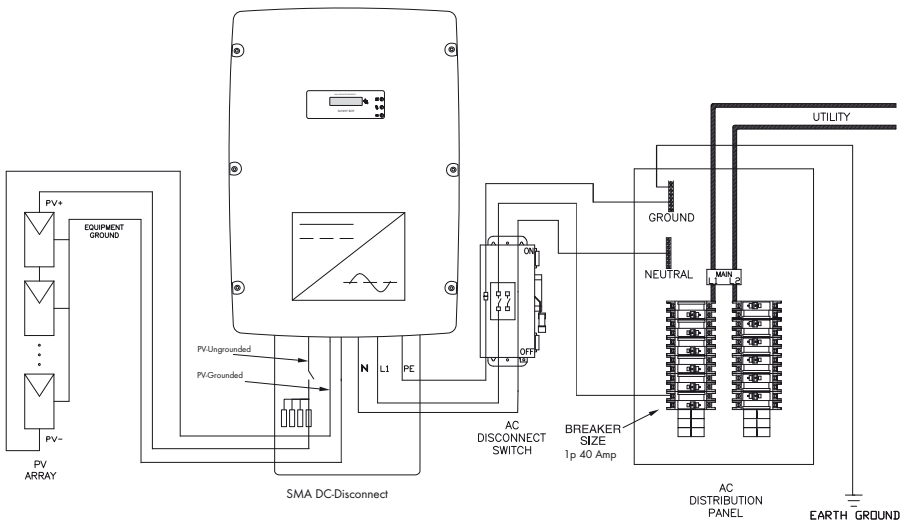 UTILITY
PV+
EQUIPMENT
GROUND
GROUND
ON
NEUTRAL
MAIN
L1
L2
PV-Ungrounded
PV-Grounded
N
L1
PE
OFF
PV-
PV
ARRAY
AC
DISCONNECT
SWITCH
BREAKER
SIZE
1p 40 Amp
SMA DC-Disconnect
AC
DISTRIBUTION
PANEL
EARTH GROUND